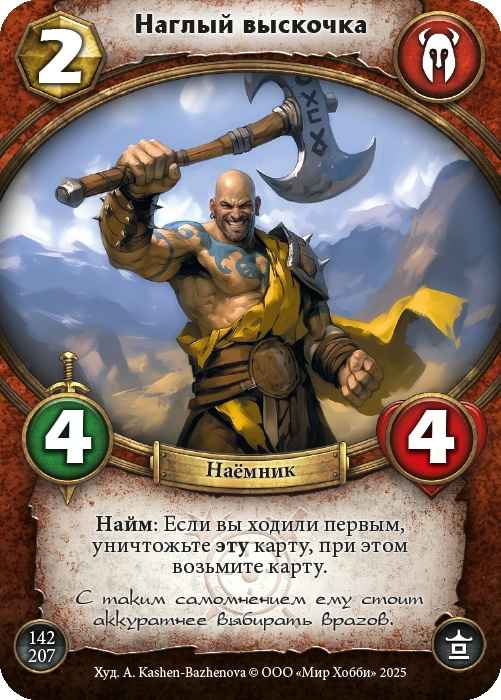 2
Наглый выскочка
4
4
Наёмник
Найм: Если вы ходили первым,
уничтожьте эту карту, при этом
возьмите карту.
С таким самомнением ему стоит
аккуратнее выбирать врагов.
142
207
Худ. A. Kashen-Bazhenova © ООО «Мир Хобби» 2025